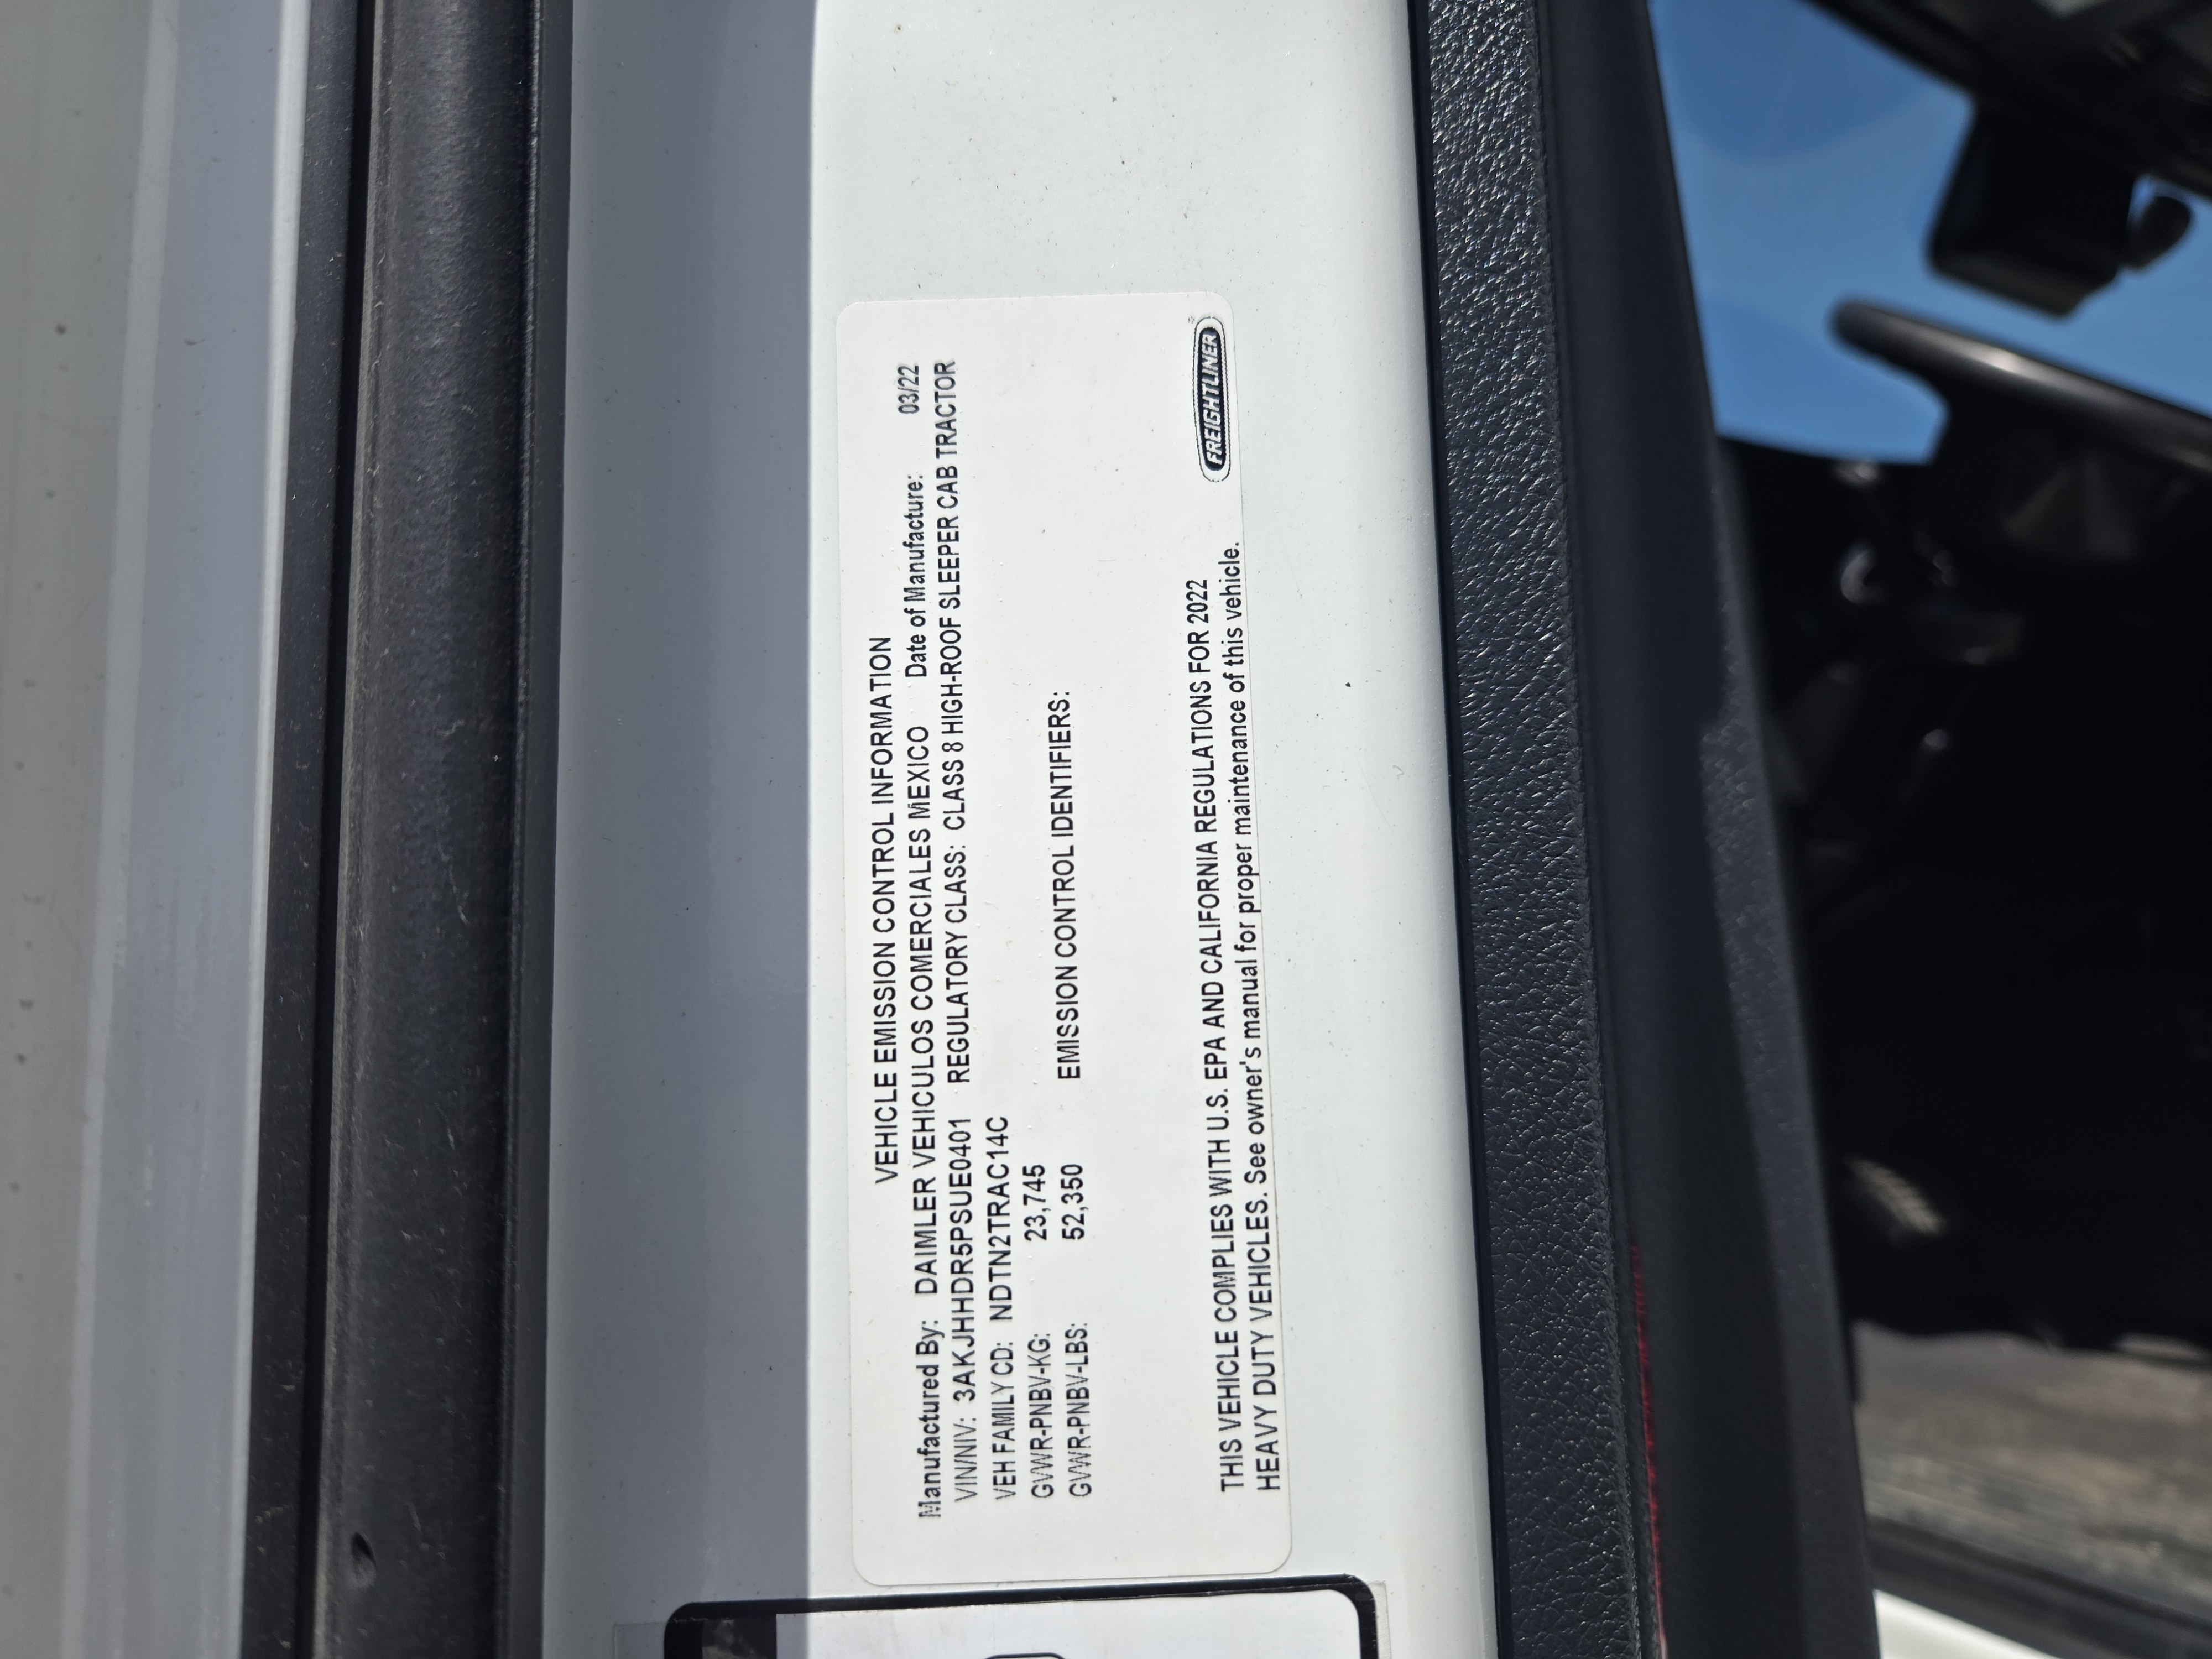 VEHICLE EMISSION CONTROL INFORMATION
Manufactured By: DAIMLER VEHICULOS COMERCIALES MEXICO Date of Manufacture: 03/22
VIN/NIV: 3AKJHHDR5PSUE0401 REGULATORY CLASS: CLASS 8 HIGH-ROOF SLEEPER CAB TRACTOR
VEH FAMILY CD: NDTN2TRAC14C
GVWR-PNBV-KG: 23,745
GVWR-PNBV-LBS: 52,350 EMISSION CONTROL IDENTIFIERS:
THIS VEHICLE COMPLIES WITH U.S. EPA AND CALIFORNIA REGULATIONS FOR 2022
HEAVY DUTY VEHICLES. See owner's manual for proper maintenance of this vehicle.
FREIGHTLINER